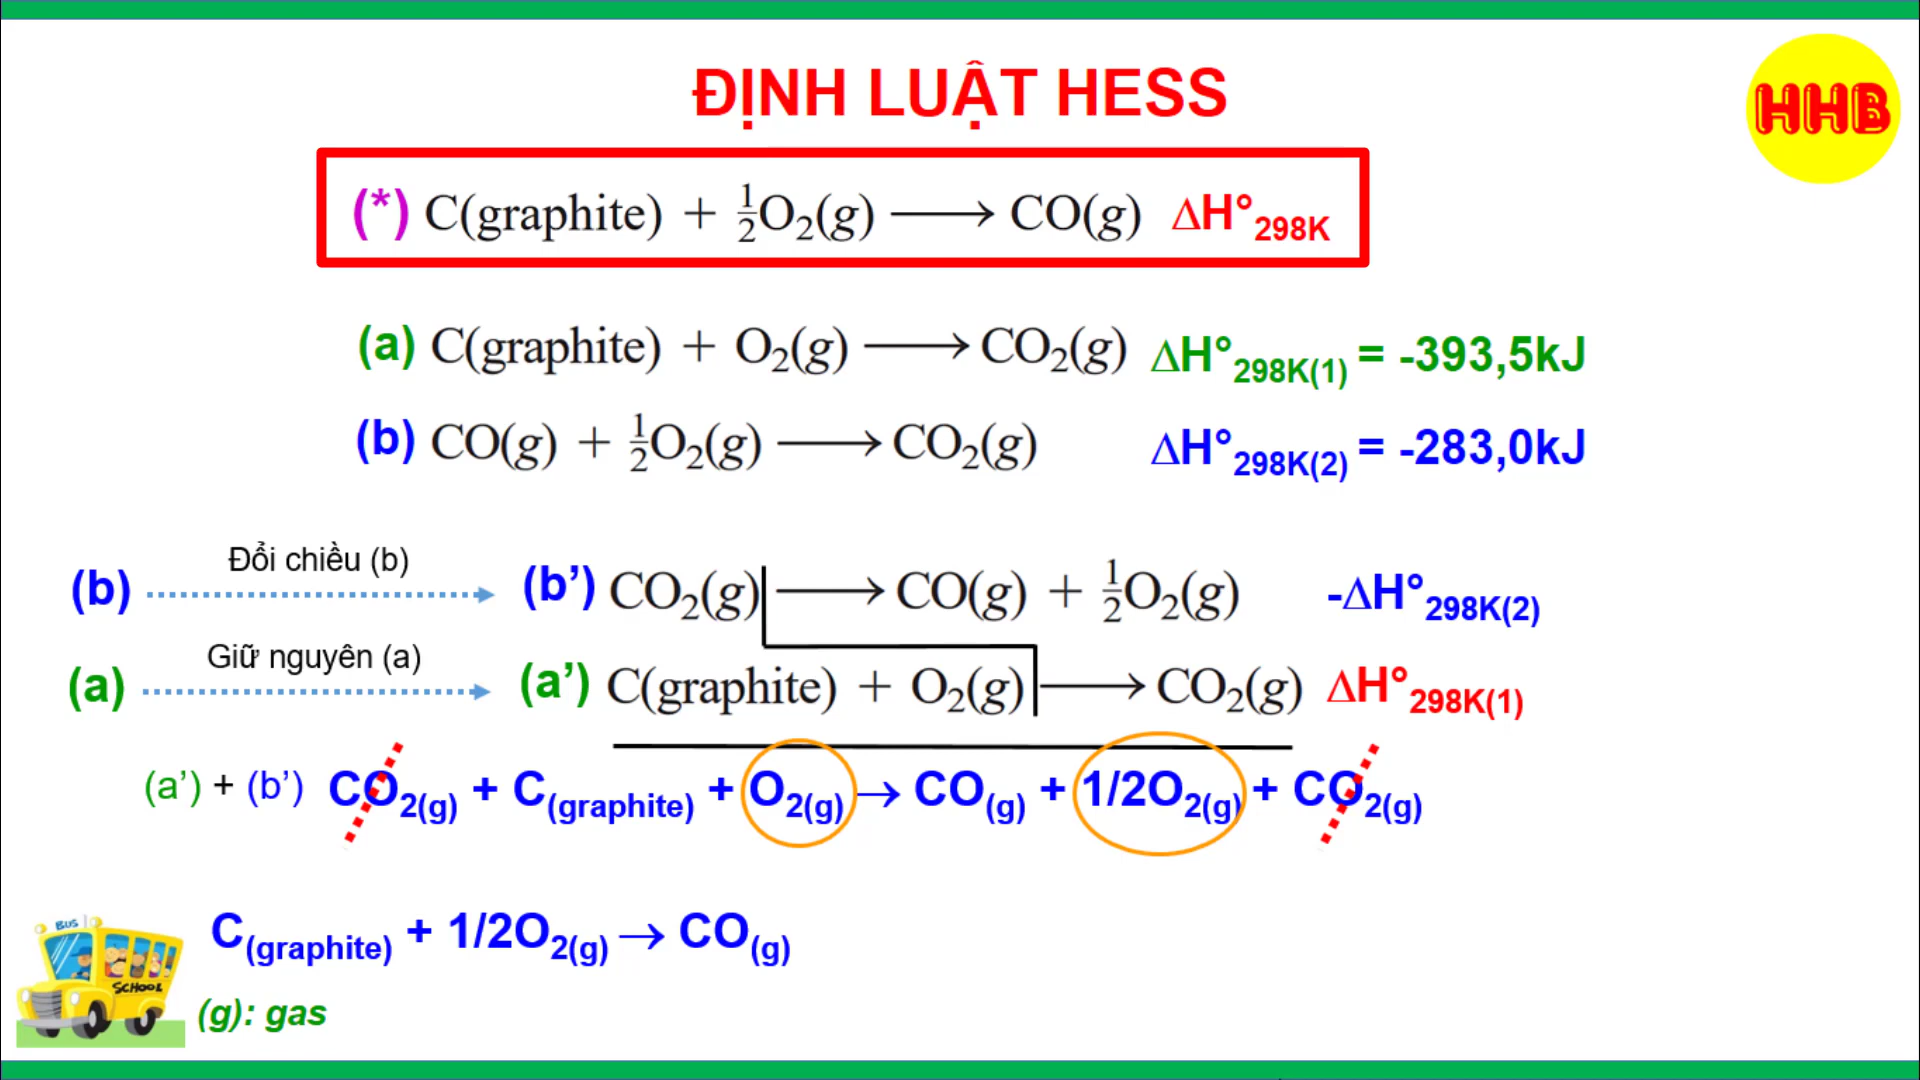 ĐỊNH LUẬT HESS
HHB
(*) C(graphite) + ½O₂(g) ⟶ CO(g) ΔH°₂₉₈K
(a) C(graphite) + O₂(g) ⟶ CO₂(g) ΔH°₂₉₈K(1) = -393,5kJ
(b) CO(g) + ½O₂(g) ⟶ CO₂(g) ΔH°₂₉₈K(2) = -283,0kJ
(b) Đổi chiều (b) (b’) CO₂(g) ⟶ CO(g) + ½O₂(g) -ΔH°₂₉₈K(2)
(a) Giữ nguyên (a) (a’) C(graphite) + O₂(g) ⟶ CO₂(g) ΔH°₂₉₈K(1)
(a’) + (b’) CO₂(g) + C(graphite) + O₂(g) → CO(g) + 1/2O₂(g) + CO₂(g)
C(graphite) + 1/2O₂(g) → CO(g)
BUS
SCHOOL
(g): gas